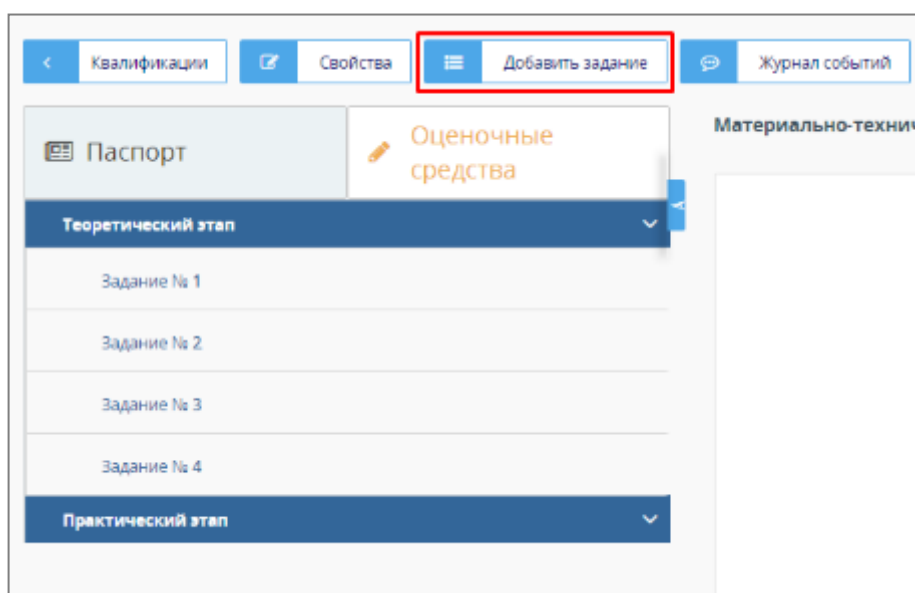 Квалификации
Свойства
Добавить задание
Журнал событий
Паспорт
Оценочные
средства
Материально-технич
Теоретический этап
Задание № 1
Задание № 2
Задание № 3
Задание № 4
Практический этап